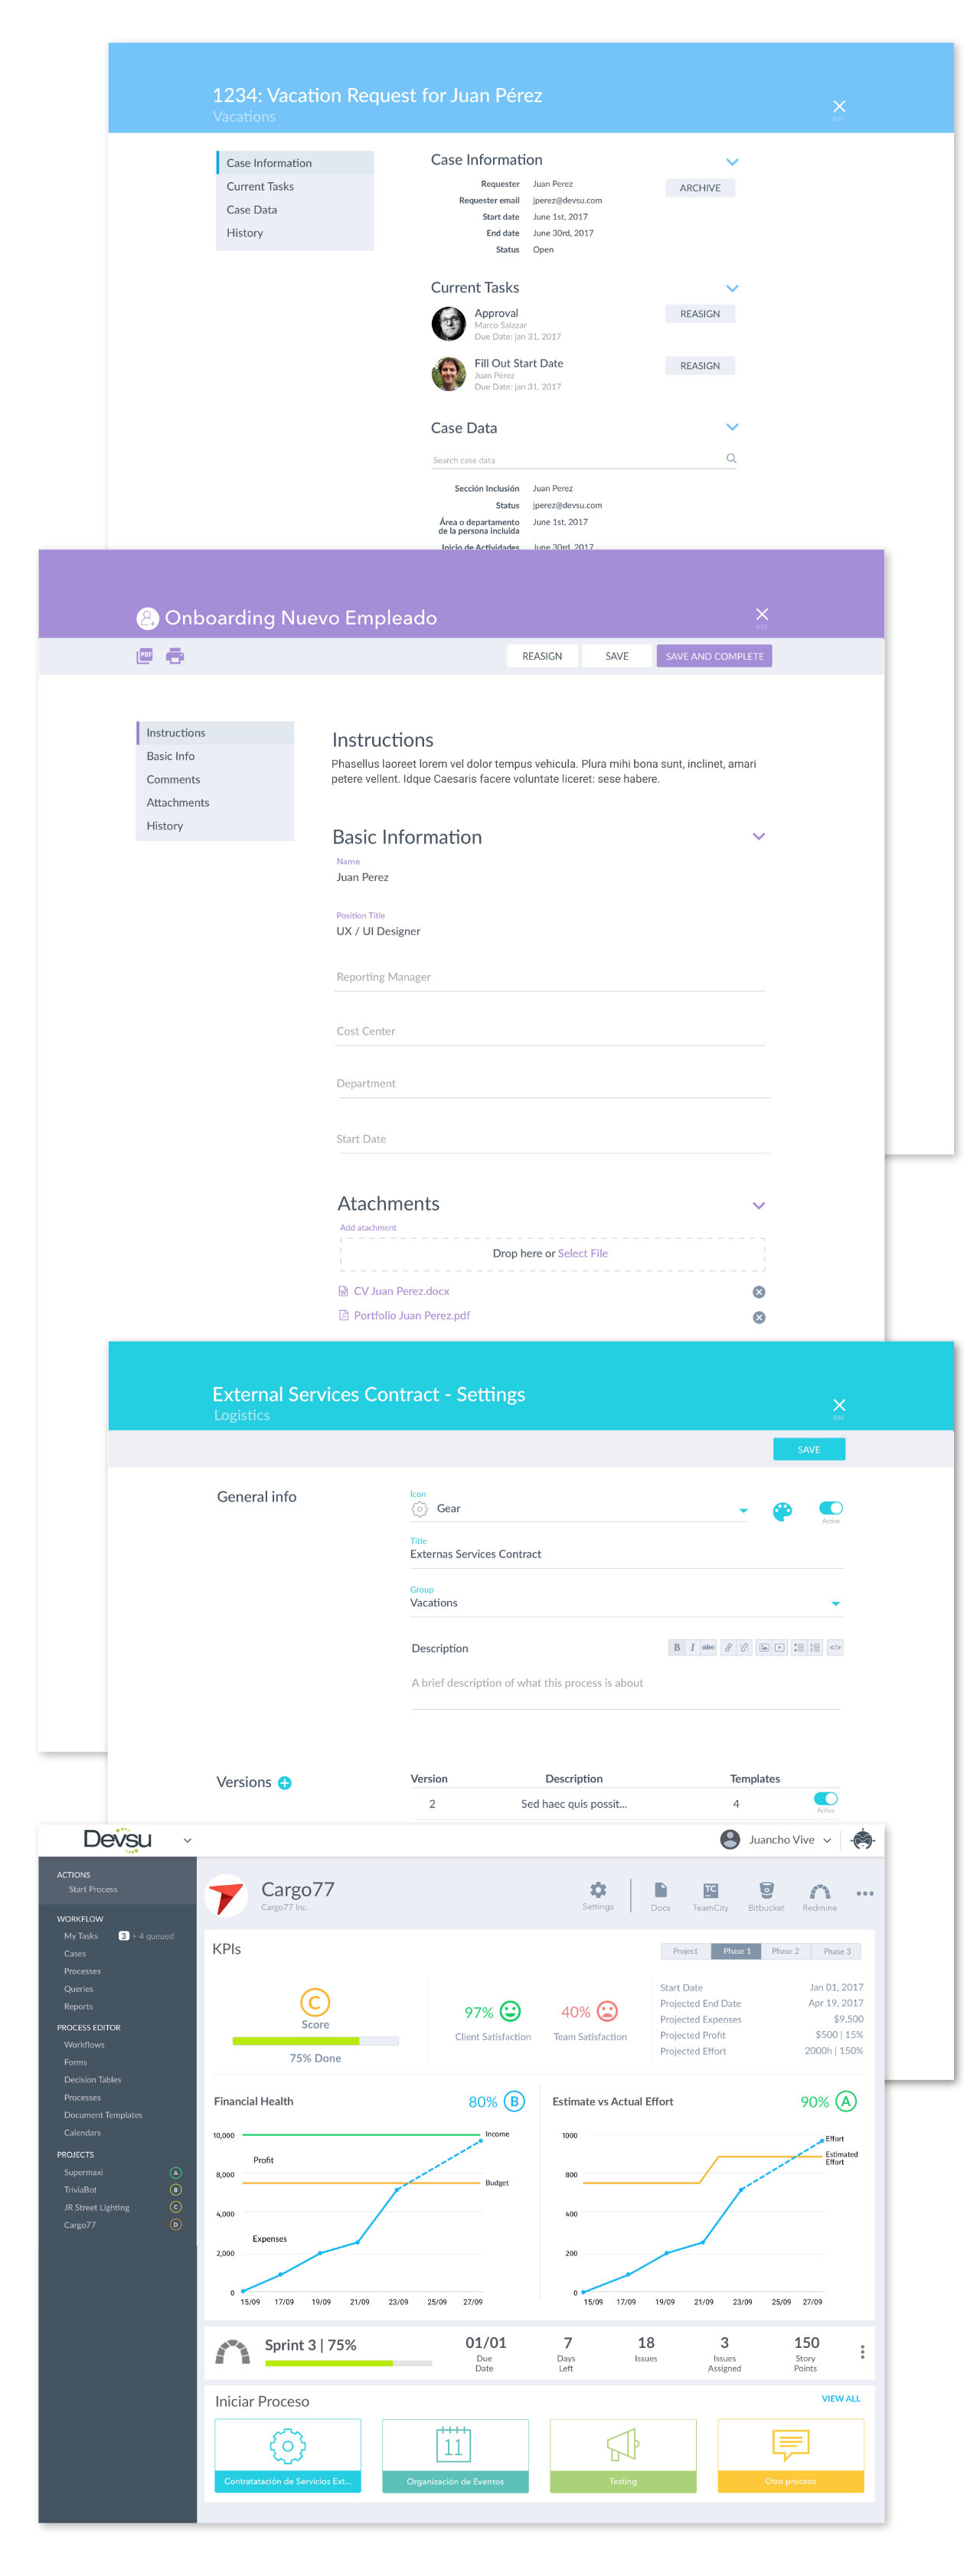 1234: Vacation Request for Juan Pérez
Vacations
esc
Case Information
Current Tasks
Case Data
History
Case Information
ARCHIVE
Requester Juan Perez
Requester email jperez@devsu.com
Start date June 1st, 2017
End date June 30rd, 2017
Status Open
Current Tasks
Approval
Marco Salazar
Due Date: jan 31, 2017
REASIGN
Fill Out Start Date
Juan Pérez
Due Date: jan 31, 2017
REASIGN
Case Data
Search case data
Sección Inclusión Juan Perez
Status jperez@devsu.com
Área o departamento June 1st, 2017
de la persona incluida
Inicio de Actividades June 30rd, 2017
Onboarding Nuevo Empleado
esc
PDF
REASIGN SAVE SAVE AND COMPLETE
Instructions
Basic Info
Comments
Attachments
History
Instructions
Phasellus laoreet lorem vel dolor tempus vehicula. Plura mihi bona sunt, inclinet, amari
petere vellent. Idque Caesaris facere voluntate liceret: sese habere.
Basic Information
Name
Juan Perez
Position Title
UX / UI Designer
Reporting Manager
Cost Center
Department
Start Date
Atachments
Add atachment
Drop here or Select File
CV Juan Perez.docx
Portfolio Juan Perez.pdf
External Services Contract - Settings
Logistics
esc
SAVE
General info
Icon
Gear
Active
Title
Externas Services Contract
Group
Vacations
Description
B I abc </>
A brief description of what this process is about
Versions
Version Description Templates
2 Sed haec quis possit... 4
Active
Devsu
Juancho Vive
ACTIONS
Start Process
WORKFLOW
My Tasks 3 + 4 queued
Cases
Processes
Queries
Reports
PROCESS EDITOR
Workflows
Forms
Decision Tables
Processes
Document Templates
Calendars
PROJECTS
Supermaxi A
TriviaBot B
JR Street Lighting C
Cargo77 D
Cargo77
Cargo77 Inc.
Settings
Docs
TC
TeamCity
Bitbucket
Redmine
KPIs
Project Phase 1 Phase 2 Phase 3
C
Score
75% Done
97%
Client Satisfaction
40%
Team Satisfaction
Start Date Jan 01, 2017
Projected End Date Apr 19, 2017
Projected Expenses $9,500
Projected Profit $500 | 15%
Projected Effort 2000h | 150%
Financial Health 80% B
10,000
8,000
4,000
2,000
0
Income
Profit
Budget
Expenses
15/09 17/09 19/09 21/09 23/09 25/09 27/09
Estimate vs Actual Effort 90% A
1000
800
600
200
0
Effort
Estimated
Effort
15/09 17/09 19/09 21/09 23/09 25/09 27/09
Sprint 3 | 75%
01/01
Due
Date
7
Days
Left
18
Issues
3
Issues
Assigned
150
Story
Points
Iniciar Proceso
VIEW ALL
Contratatación de Servicios Ext...
11
Organización de Eventos
Testing
Otro proceso